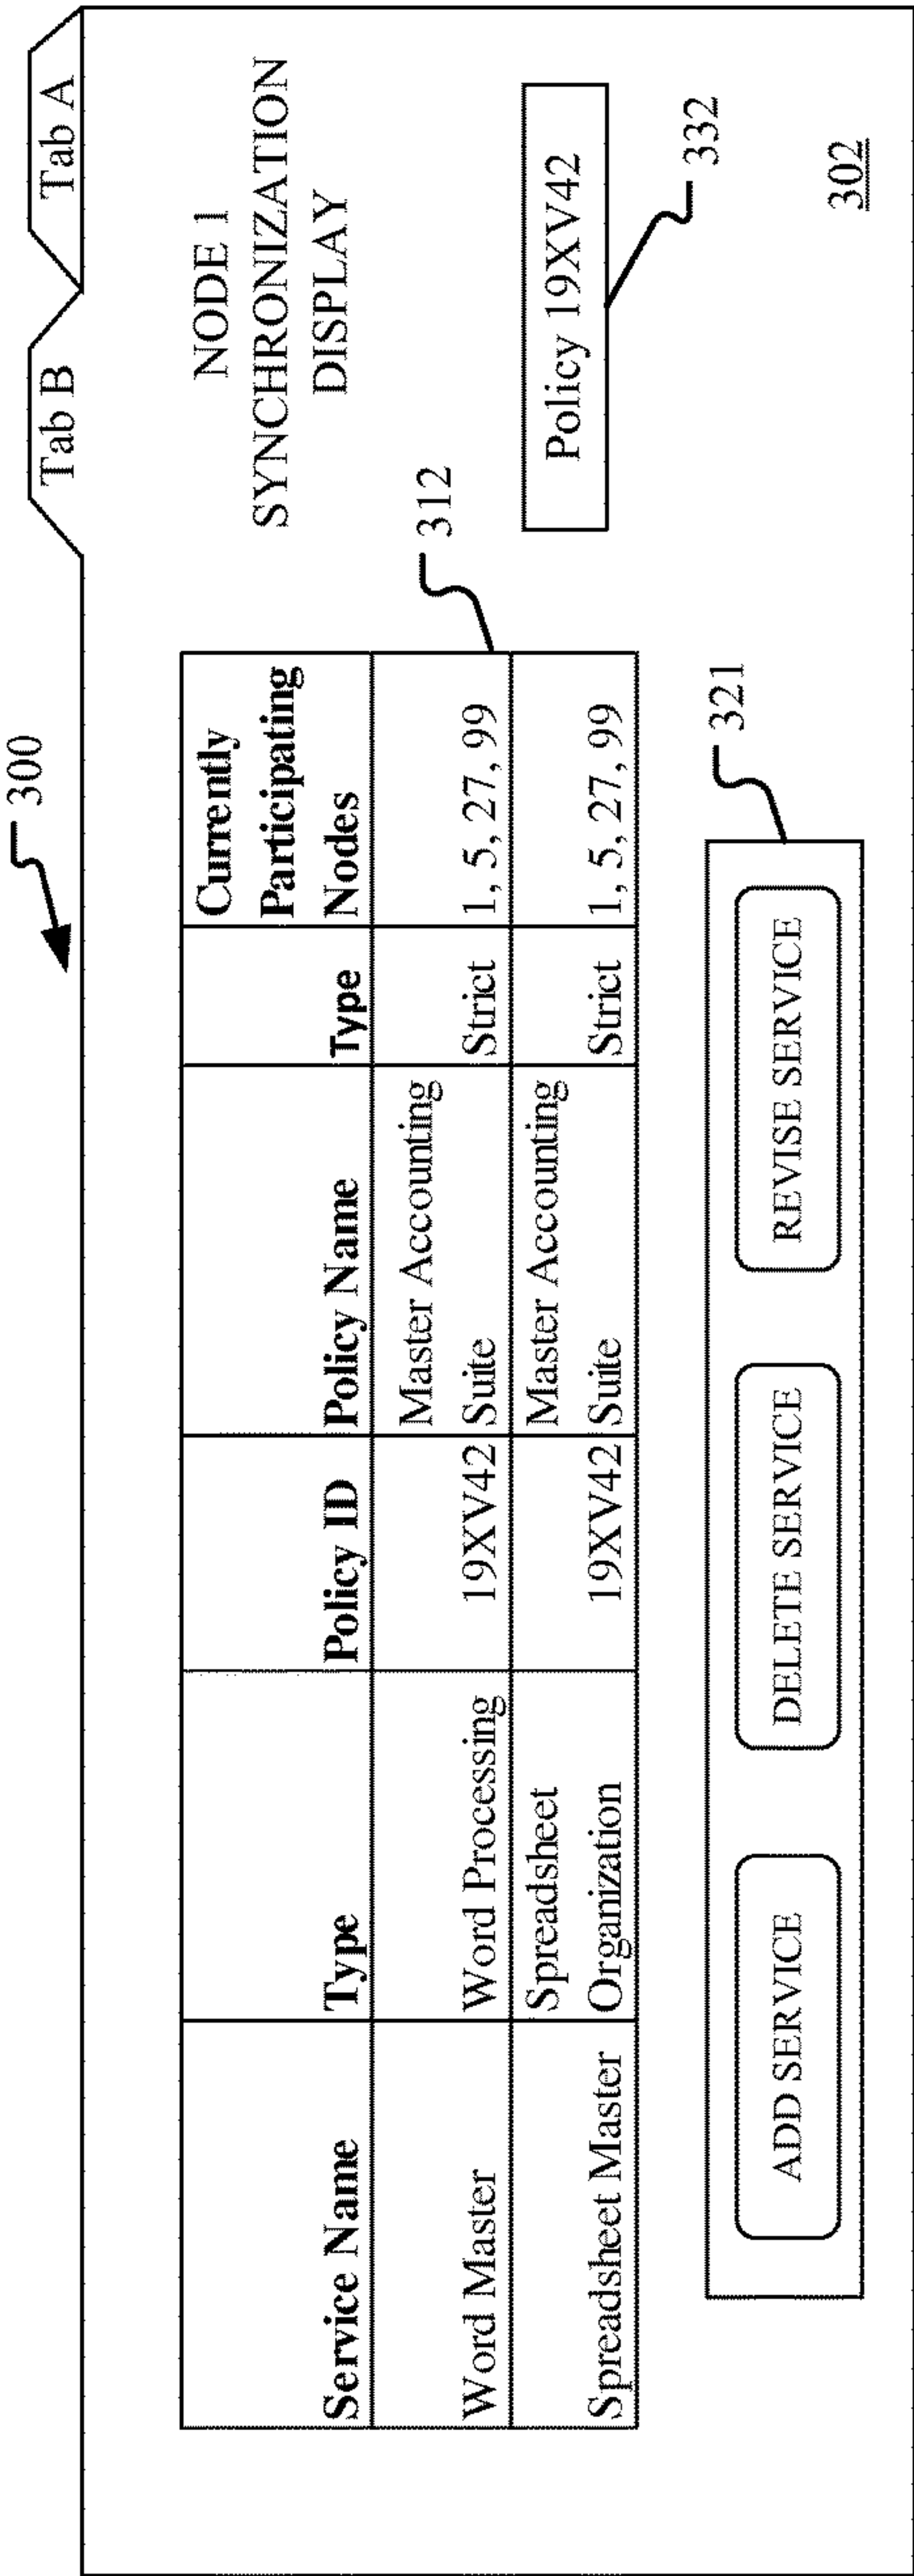 300
Tab B
Tab A
NODE 1
SYNCHRONIZATION
DISPLAY
Service Name Type Policy ID Policy Name Type Currently Participating Nodes
Word Master Word Processing 19XV42 Master Accounting Suite Strict 1, 5, 27, 99
Spreadsheet Master Spreadsheet Organization 19XV42 Master Accounting Suite Strict 1, 5, 27, 99
312
Policy 19XV42
332
321
ADD SERVICE
DELETE SERVICE
REVISE SERVICE
302